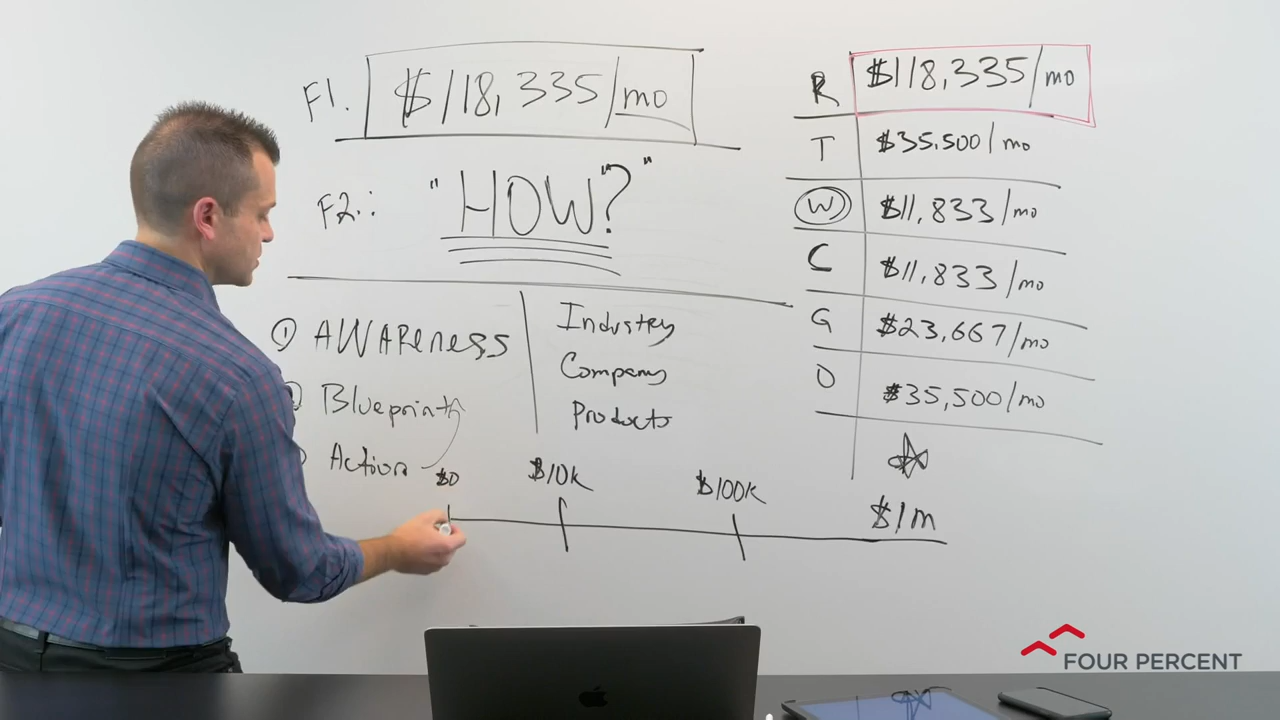 F1. $118,335/mo
F2.: "HOW"?"
① AWAReness
Blueprint
Action
Industry
Company
Products
R $118,335/mo
T $35,500/mo
W $11,833/mo
C $11,833/mo
G $23,667/mo
O $35,500/mo
$0 $10K $100K $1m
FOUR PERCENT